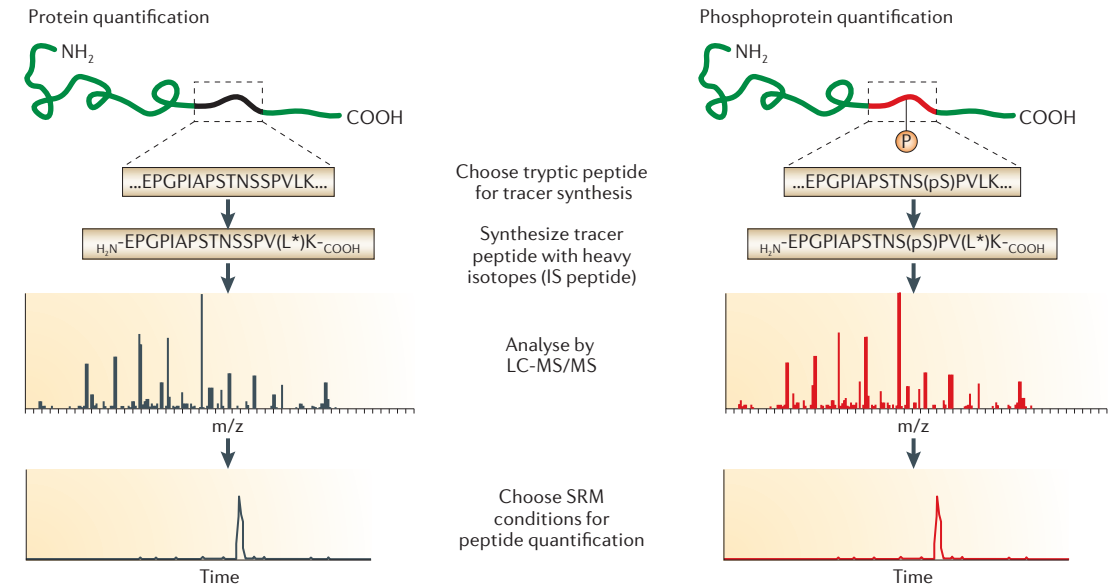 Protein quantification
NH2
COOH
...EPGPIAPSTNSSPVLK...
H2N-EPGPIAPSTNSSPV(L*)K-COOH
m/z
Time
Choose tryptic peptide
for tracer synthesis
Synthesize tracer
peptide with heavy
isotopes (IS peptide)
Analyse by
LC-MS/MS
Choose SRM
conditions for
peptide quantification
Phosphoprotein quantification
NH2
COOH
P
...EPGPIAPSTNS(pS)PVLK...
H2N-EPGPIAPSTNS(pS)PV(L*)K-COOH
m/z
Time